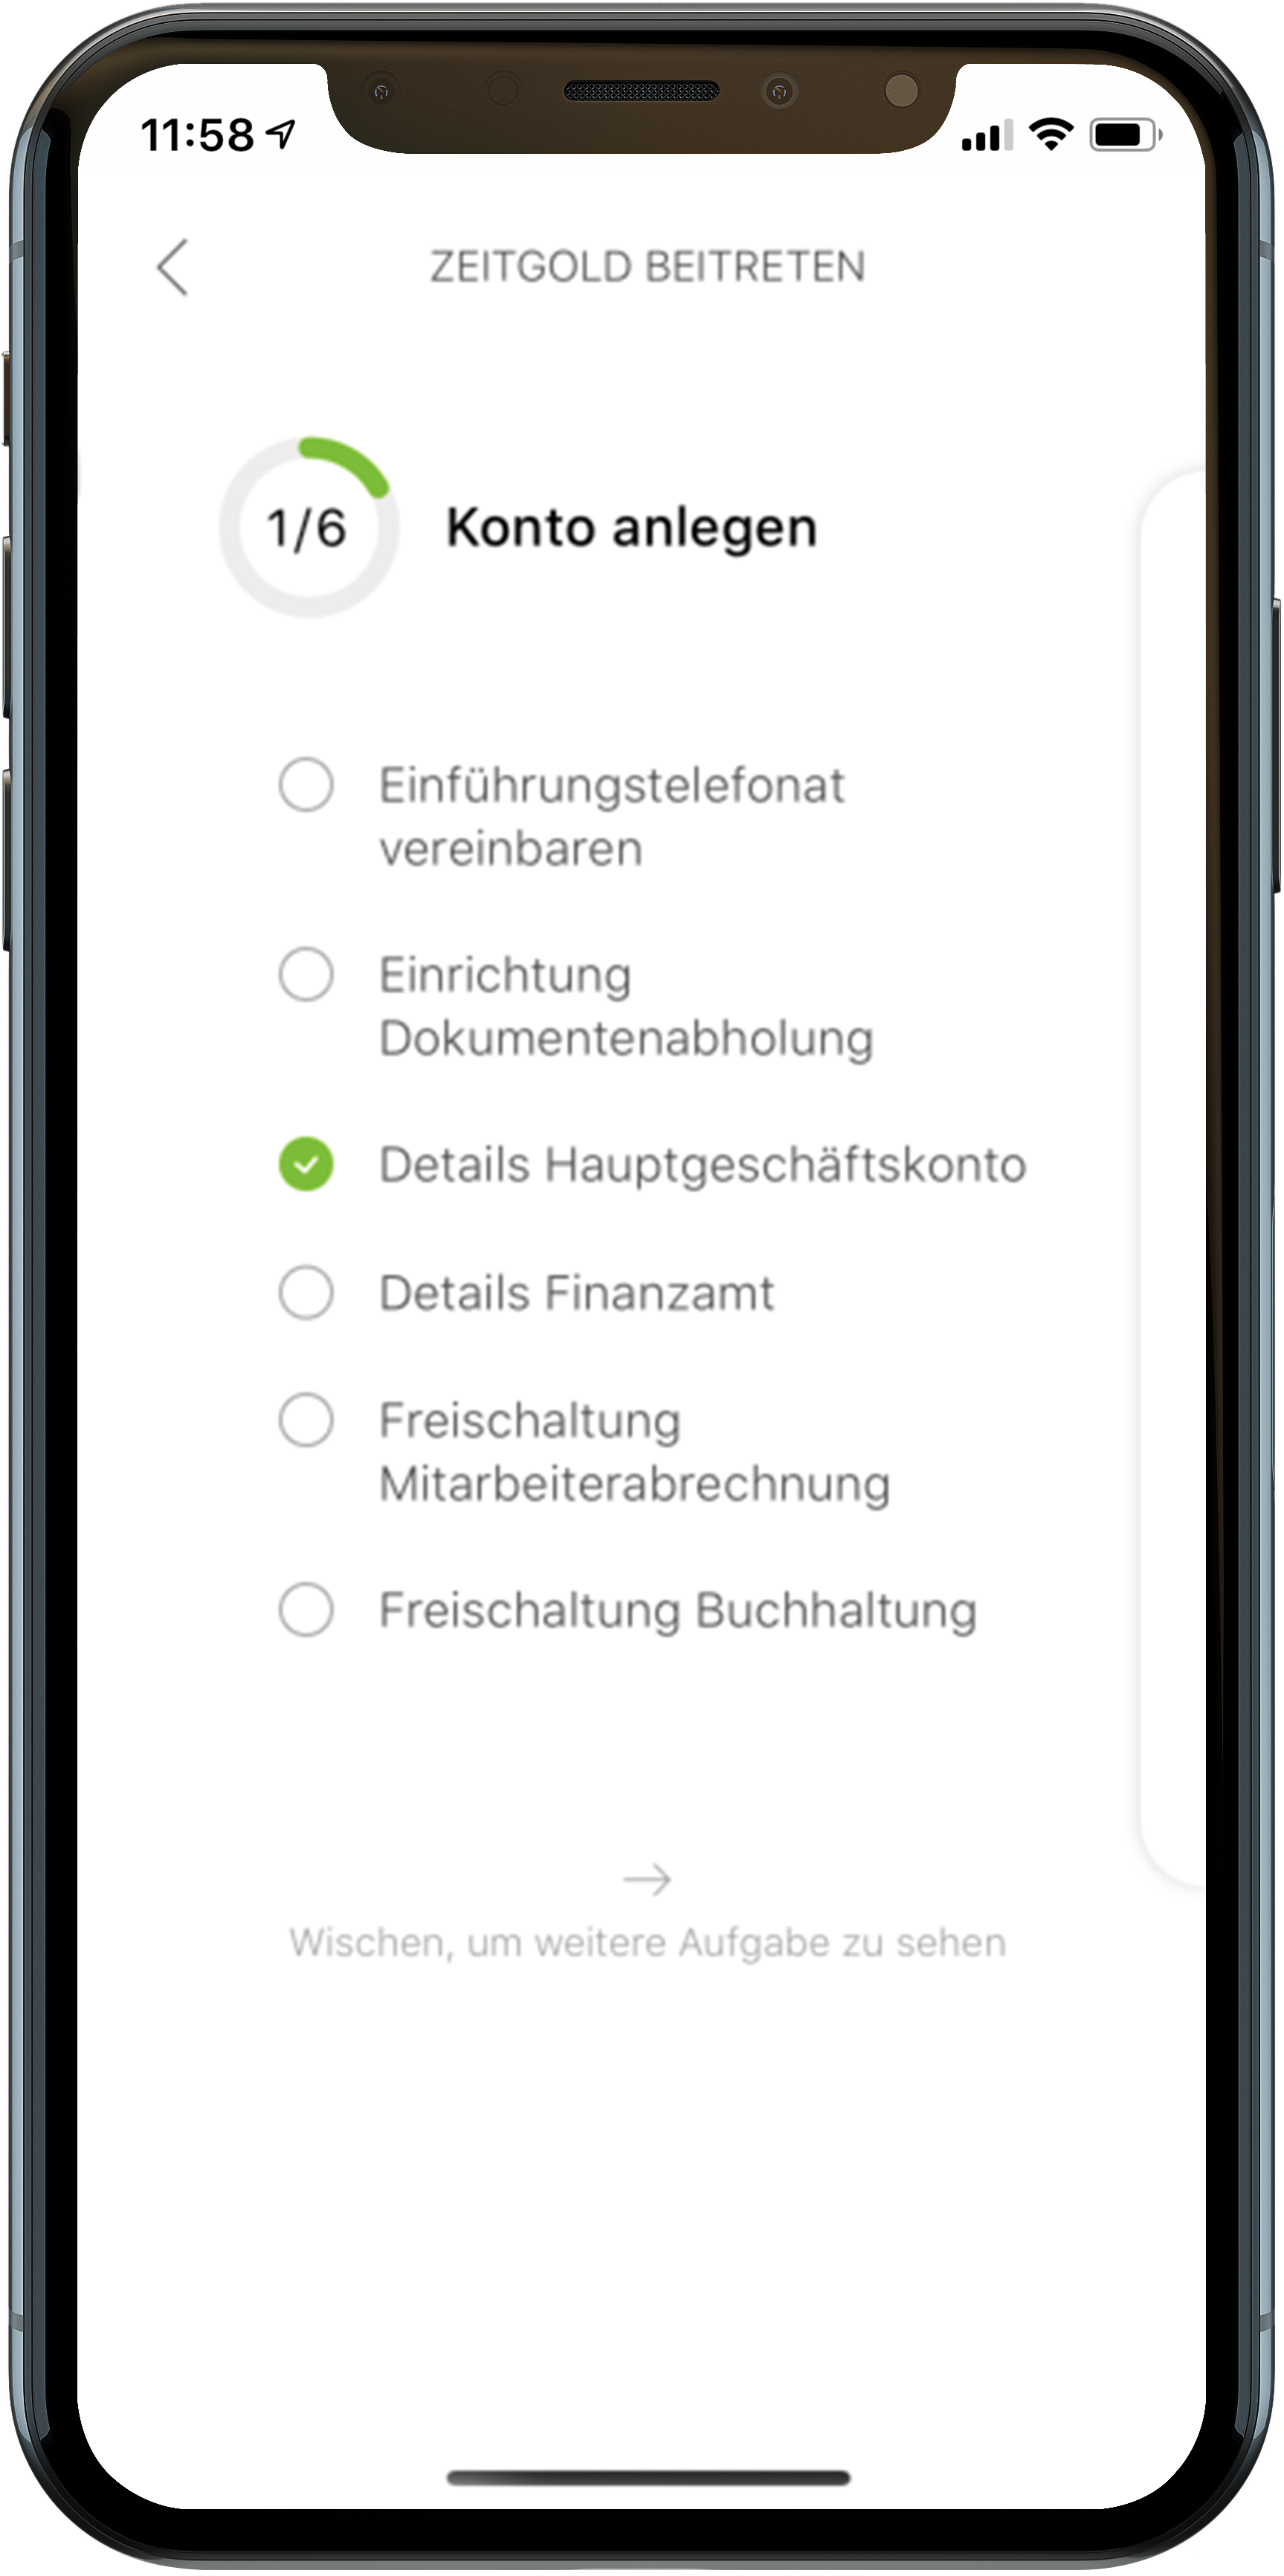 11:58
ZEITGOLD BEITRETEN
1/6
Konto anlegen
Einführungstelefonat
vereinbaren
Einrichtung
Dokumentenabholung
Details Hauptgeschäftskonto
Details Finanzamt
Freischaltung
Mitarbeiterabrechnung
Freischaltung Buchhaltung
Wischen, um weitere Aufgabe zu sehen